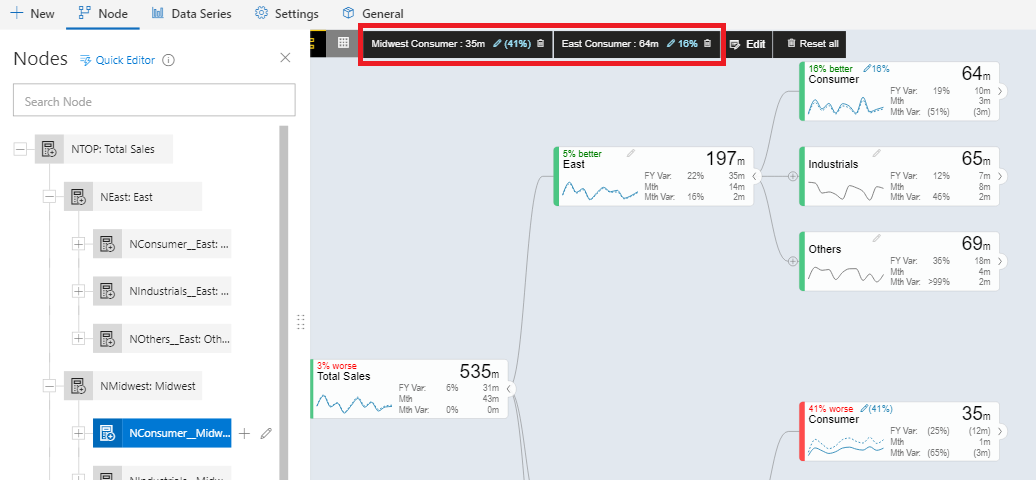 New Node Data Series Settings General
Nodes Quick Editor
Search Node
NTOP: Total Sales
NEast: East
NConsumer__East: ...
NIndustrials__East: ...
NOthers__East: Oth...
NMidwest: Midwest
NConsumer__Midw...
NIndustrials__Midw...
Midwest Consumer : 35m (41%) East Consumer : 64m 16% Edit Reset all
3% worse
Total Sales 535m
FY Var: 6% 31m
Mth 43m
Mth Var: 0% 0m
5% better
East 197m
FY Var: 22% 35m
Mth 14m
Mth Var: 16% 2m
16% better 16%
Consumer 64m
FY Var: 19% 10m
Mth 3m
Mth Var: (51%) (3m)
Industrials 65m
FY Var: 12% 7m
Mth 8m
Mth Var: 46% 2m
Others 69m
FY Var: 36% 18m
Mth 4m
Mth Var: >99% 2m
41% worse (41%)
Consumer 35m
FY Var: (25%) (12m)
Mth 1m
Mth Var: (65%) (3m)